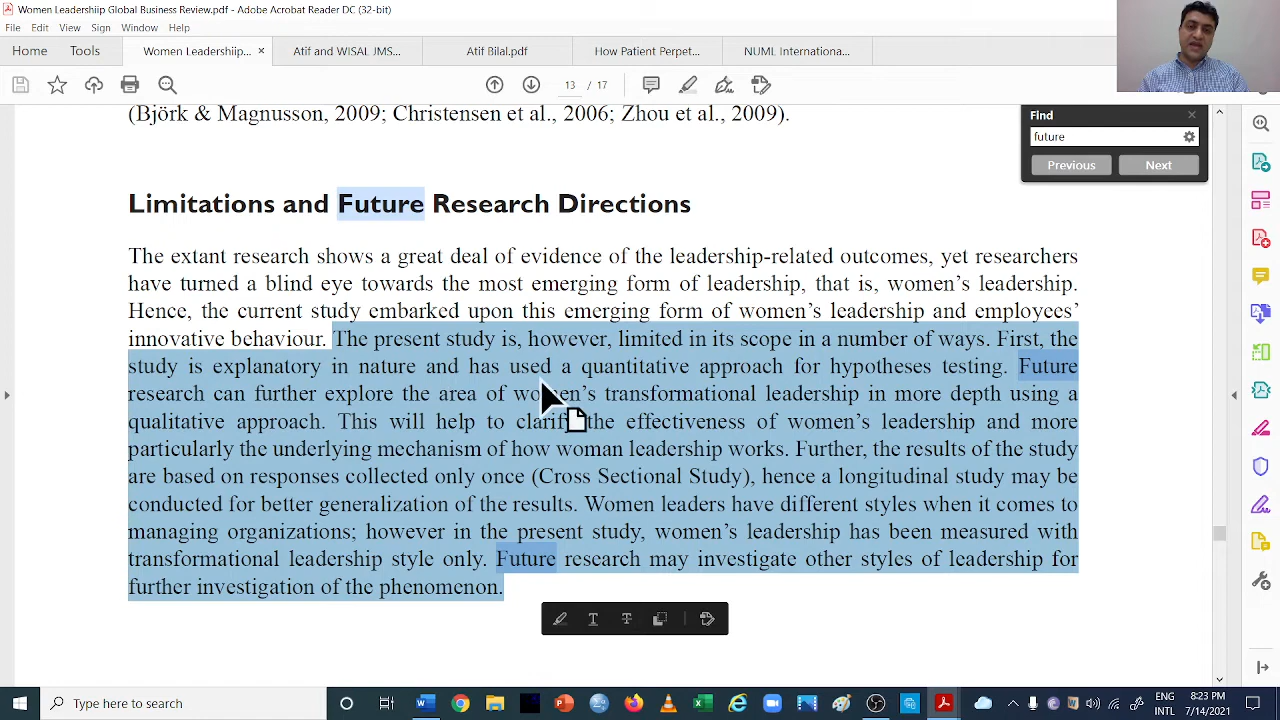 Women Leadership Global Business Review.pdf - Adobe Acrobat Reader DC (32-bit)
File Edit View Sign Window Help
Home Tools Women Leadershiip... × Atif and WISAL JMS... Atif Bilal.pdf How Patient Perpet... NUML Internationa...
13 / 17
(Björk & Magnusson, 2009; Christensen et al., 2006; Zhou et al., 2009).
Find ×
future
Previous Next
Limitations and Future Research Directions
The extant research shows a great deal of evidence of the leadership-related outcomes, yet researchers
have turned a blind eye towards the most emerging form of leadership, that is, women's leadership.
Hence, the current study embarked upon this emerging form of women's leadership and employees'
innovative behaviour. The present study is, however, limited in its scope in a number of ways. First, the
study is explanatory in nature and has used a quantitative approach for hypotheses testing. Future
research can further explore the area of women's transformational leadership in more depth using a
qualitative approach. This will help to clarify the effectiveness of women's leadership and more
particularly the underlying mechanism of how woman leadership works. Further, the results of the study
are based on responses collected only once (Cross Sectional Study), hence a longitudinal study may be
conducted for better generalization of the results. Women leaders have different styles when it comes to
managing organizations; however in the present study, women's leadership has been measured with
transformational leadership style only. Future research may investigate other styles of leadership for
further investigation of the phenomenon.
Type here to search
ENG 8:23 PM
INTL 7/14/2021